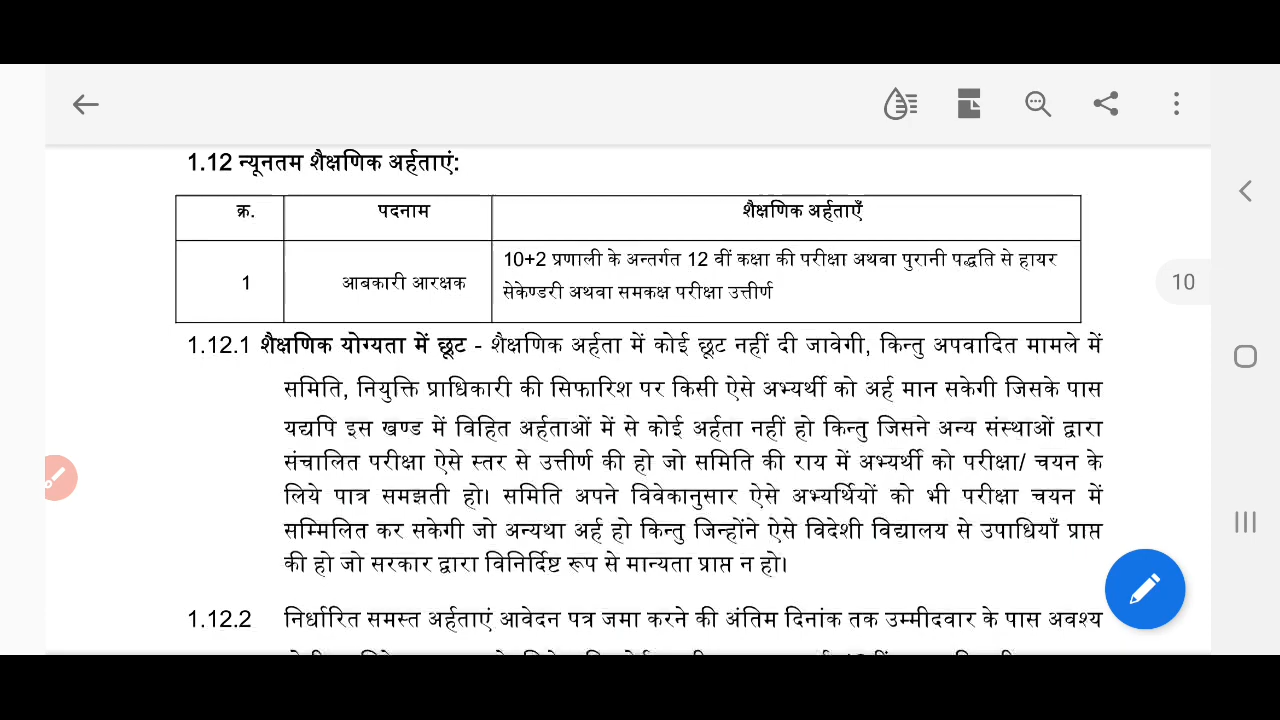 1.12 न्यूनतम शैक्षणिक अर्हताएं:
क्र. पदनाम शैक्षणिक अर्हताएँ
1 आबकारी आरक्षक 10+2 प्रणाली के अन्तर्गत 12 वीं कक्षा की परीक्षा अथवा पुरानी पद्धति से हायर
सेकेण्डरी अथवा समकक्ष परीक्षा उत्तीर्ण
10
1.12.1 शैक्षणिक योग्यता में छूट - शैक्षणिक अर्हता में कोई छूट नहीं दी जावेगी, किन्तु अपवादित मामले में
समिति, नियुक्ति प्राधिकारी की सिफारिश पर किसी ऐसे अभ्यर्थी को अर्ह मान सकेगी जिसके पास
यद्यपि इस खण्ड में विहित अर्हताओं में से कोई अर्हता नहीं हो किन्तु जिसने अन्य संस्थाओं द्वारा
संचालित परीक्षा ऐसे स्तर से उत्तीर्ण की हो जो समिति की राय में अभ्यर्थी को परीक्षा/ चयन के
लिये पात्र समझती हो। समिति अपने विवेकानुसार ऐसे अभ्यर्थियों को भी परीक्षा चयन में
सम्मिलित कर सकेगी जो अन्यथा अर्ह हो किन्तु जिन्होंने ऐसे विदेशी विद्यालय से उपाधियाँ प्राप्त
की हो जो सरकार द्वारा विनिर्दिष्ट रूप से मान्यता प्राप्त न हो।
1.12.2 निर्धारित समस्त अर्हताएं आवेदन पत्र जमा करने की अंतिम दिनांक तक उम्मीदवार के पास अवश्य